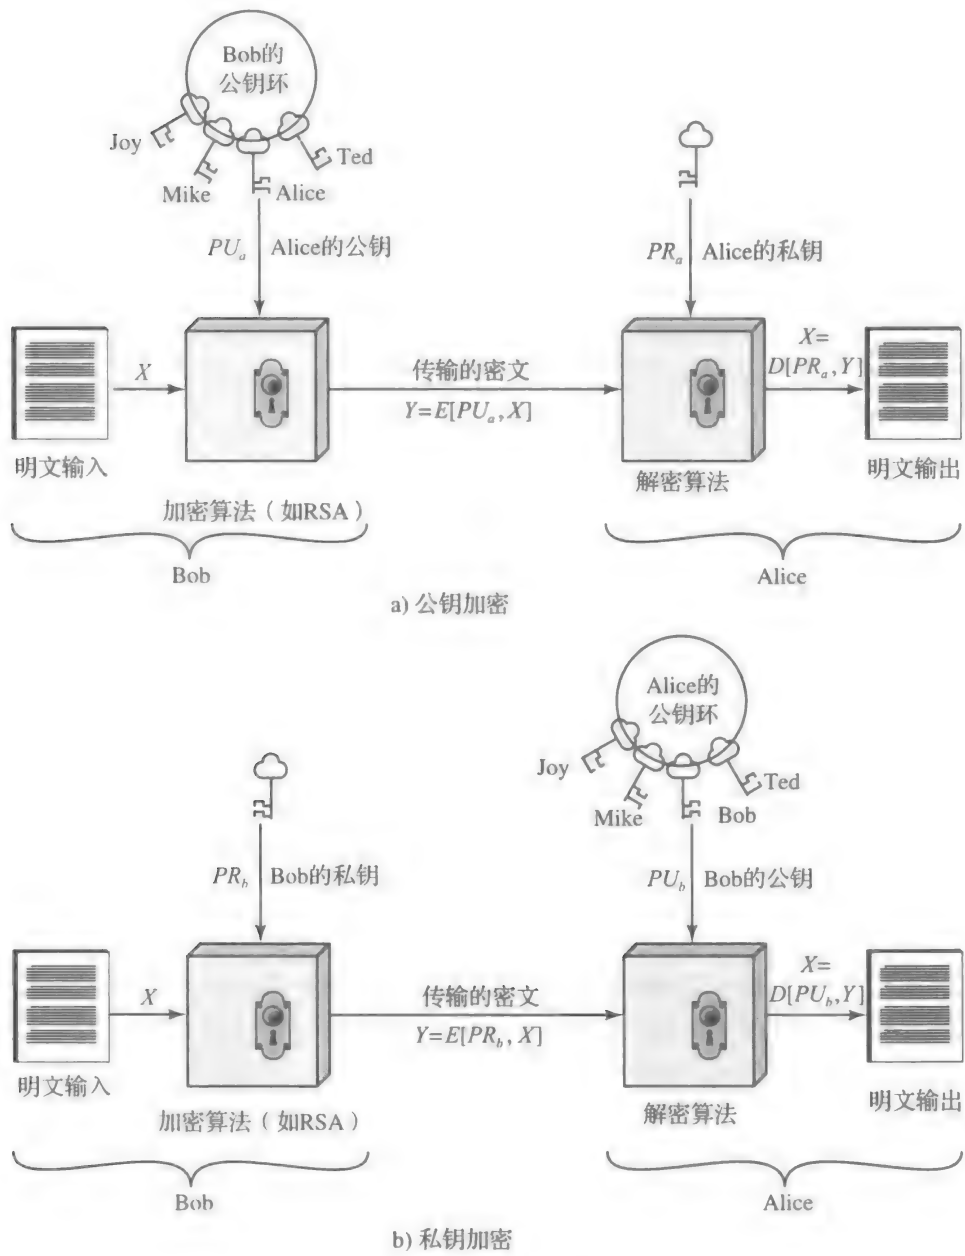 Bob的
公钥环
Joy
Mike
Alice
Ted
PUₐ
Alice的公钥
PRₐ
Alice的私钥
X
传输的密文
Y=E[PUₐ, X]
X=
D[PRₐ, Y]
明文输入
加密算法(如RSA)
解密算法
明文输出
Bob
Alice
a) 公钥加密
Alice的
公钥环
Joy
Mike
Bob
Ted
PR_b
Bob的私钥
PU_b
Bob的公钥
X
传输的密文
Y=E[PR_b, X]
X=
D[PU_b, Y]
明文输入
加密算法(如RSA)
解密算法
明文输出
Bob
Alice
b) 私钥加密